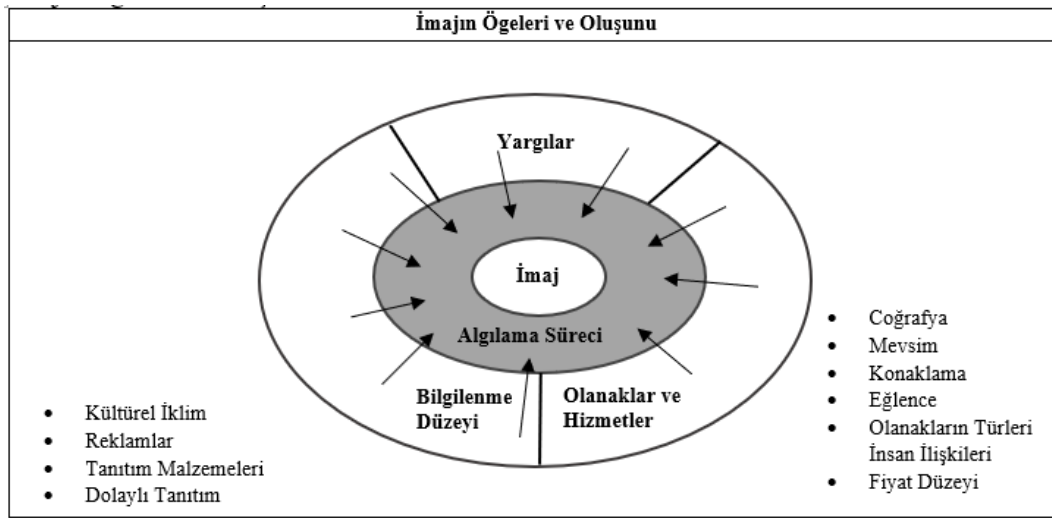 İmajın Ögeleri ve Oluşunu
Yargılar
İmaj
Algılama Süreci
Bilgilenme
Düzeyi
Olanaklar ve
Hizmetler
• Kültürel İklim
• Reklamlar
• Tanıtım Malzemeleri
• Dolaylı Tanıtım
• Coğrafya
• Mevsim
• Konaklama
• Eğlence
• Olanakların Türleri
İnsan İlişkileri
• Fiyat Düzeyi